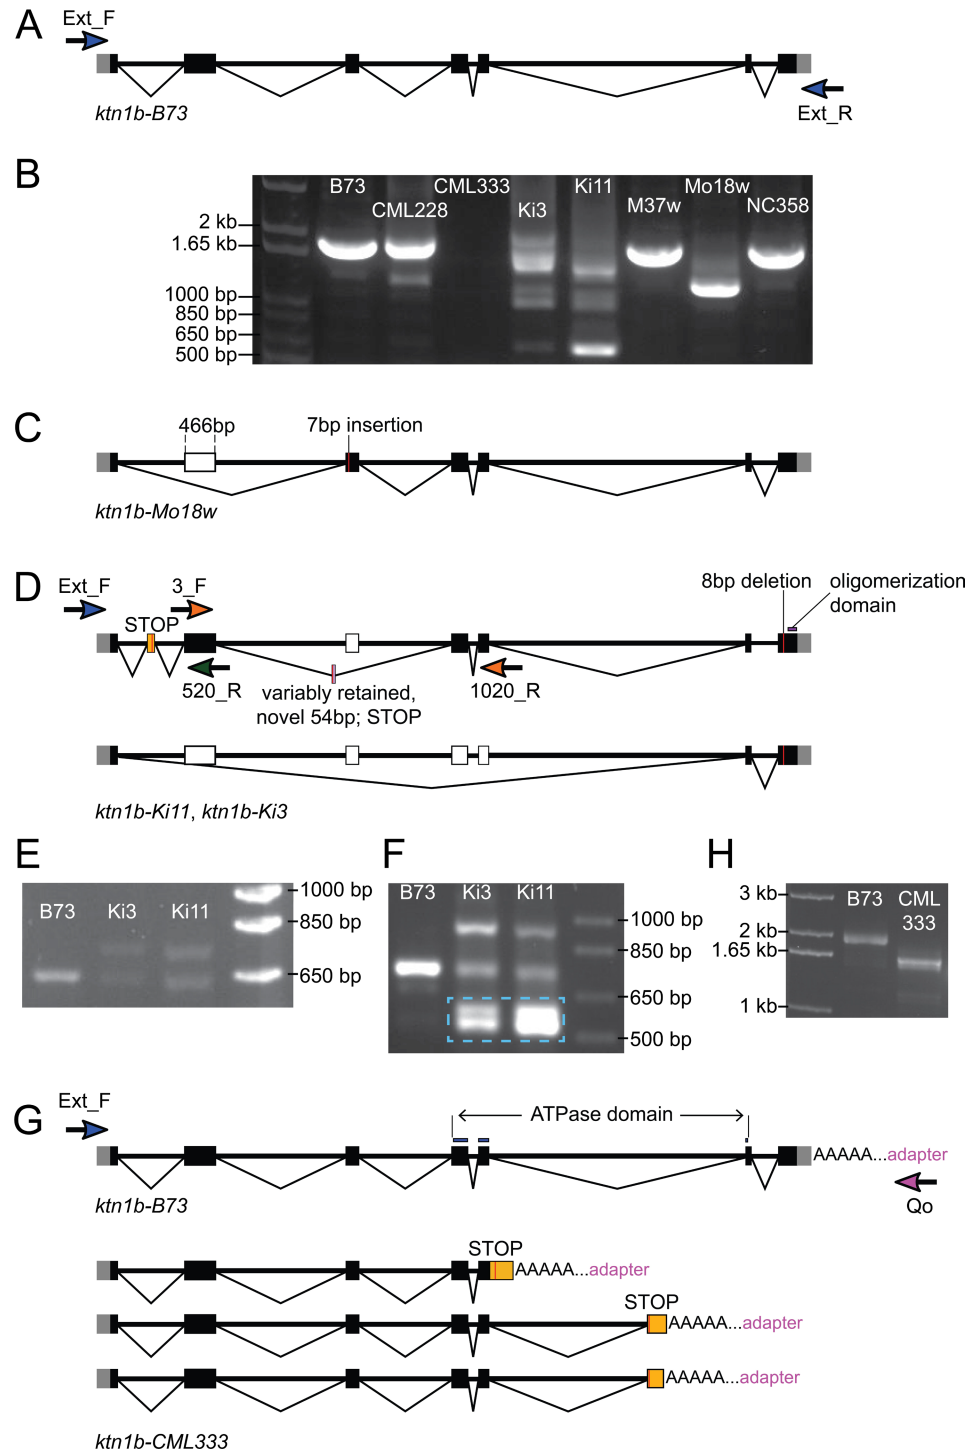 A
Ext_F
ktn1b-B73
Ext_R
B
B73
CML228
CML333
Ki3
Ki11
M37w
Mo18w
NC358
2 kb
1.65 kb
1000 bp
850 bp
650 bp
500 bp
C
466bp
7bp insertion
ktn1b-Mo18w
D
Ext_F
3_F
STOP
520_R
variably retained,
novel 54bp; STOP
1020_R
8bp deletion
oligomerization
domain
ktn1b-Ki11, ktn1b-Ki3
E
B73
Ki3
Ki11
1000 bp
850 bp
650 bp
F
B73
Ki3
Ki11
1000 bp
850 bp
650 bp
500 bp
H
3 kb
2 kb
1.65 kb
1 kb
B73
CML
333
G
Ext_F
ATPase domain
AAAAA...adapter
Qo
ktn1b-B73
STOP
AAAAA...adapter
STOP
AAAAA...adapter
AAAAA...adapter
ktn1b-CML333